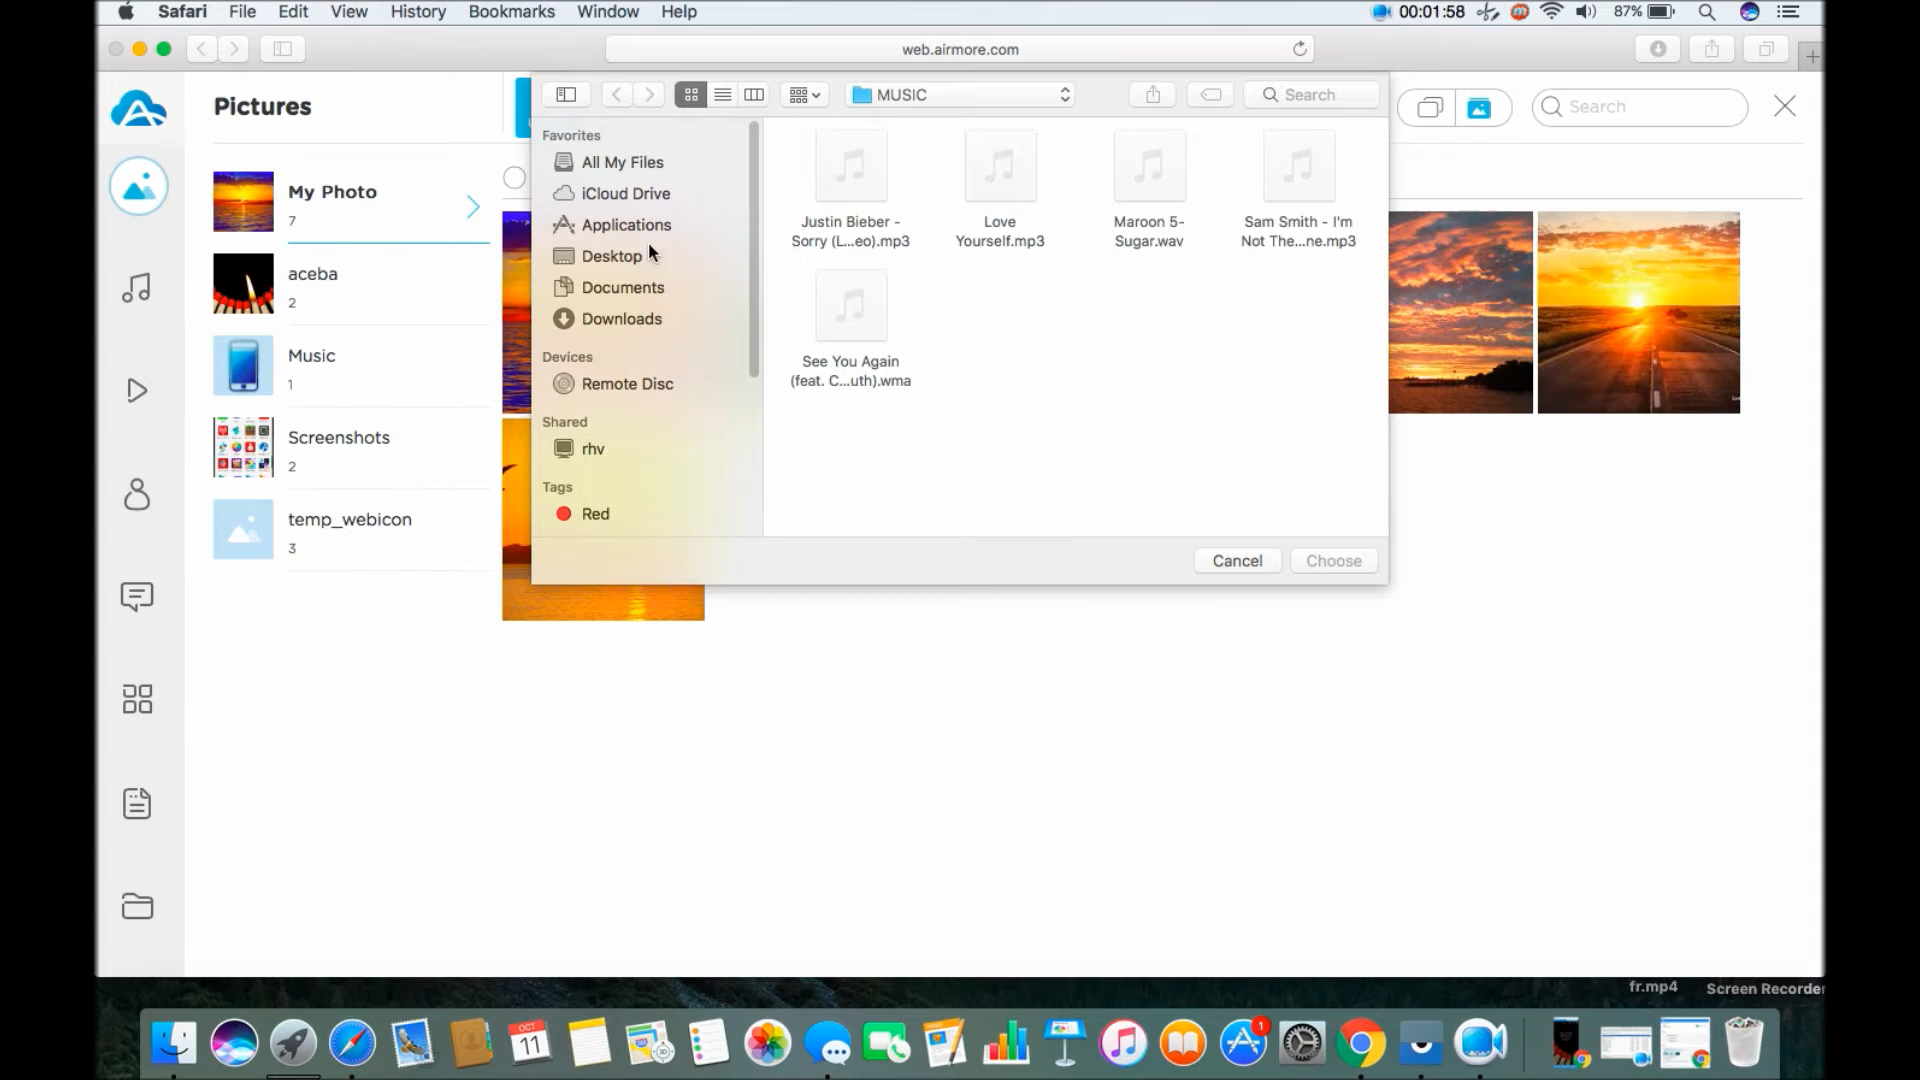 Safari File Edit View History Bookmarks Window Help 00:01:58 87%
web.airmore.com
Pictures
MUSIC
Search
Search
My Photo
7
aceba
2
Music
1
Screenshots
2
temp_webicon
3
Favorites
All My Files
iCloud Drive
Applications
Desktop
Documents
Downloads
Devices
Remote Disc
Shared
rhv
Tags
Red
Justin Bieber -
Sorry (L...eo).mp3
Love
Yourself.mp3
Maroon 5-
Sugar.wav
Sam Smith - I'm
Not The...ne.mp3
See You Again
(feat. C...uth).wma
Cancel
Choose
fr.mp4
Screen Recorder
OCT
11
1